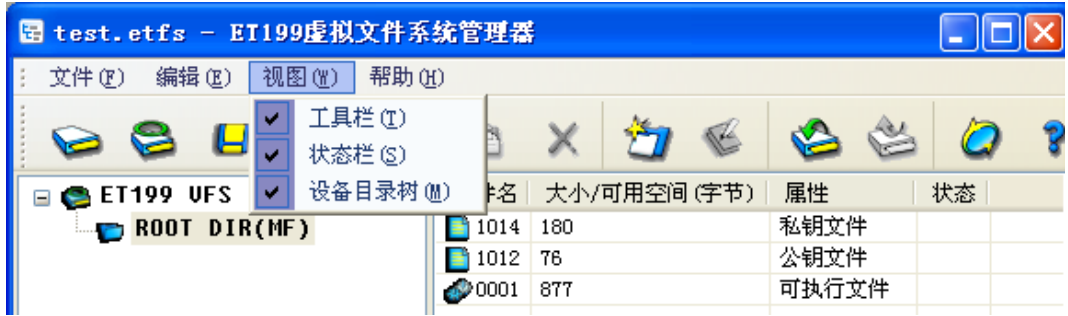 test.etfs - ET199虚拟文件系统管理器
文件(F) 编辑(E) 视图(W) 帮助(H)
工具栏(T)
状态栏(S)
设备目录树(M)
ET199 VFS
ROOT DIR(MF)
件名 大小/可用空间(字节) 属性 状态
1014 180 私钥文件
1012 76 公钥文件
0001 877 可执行文件